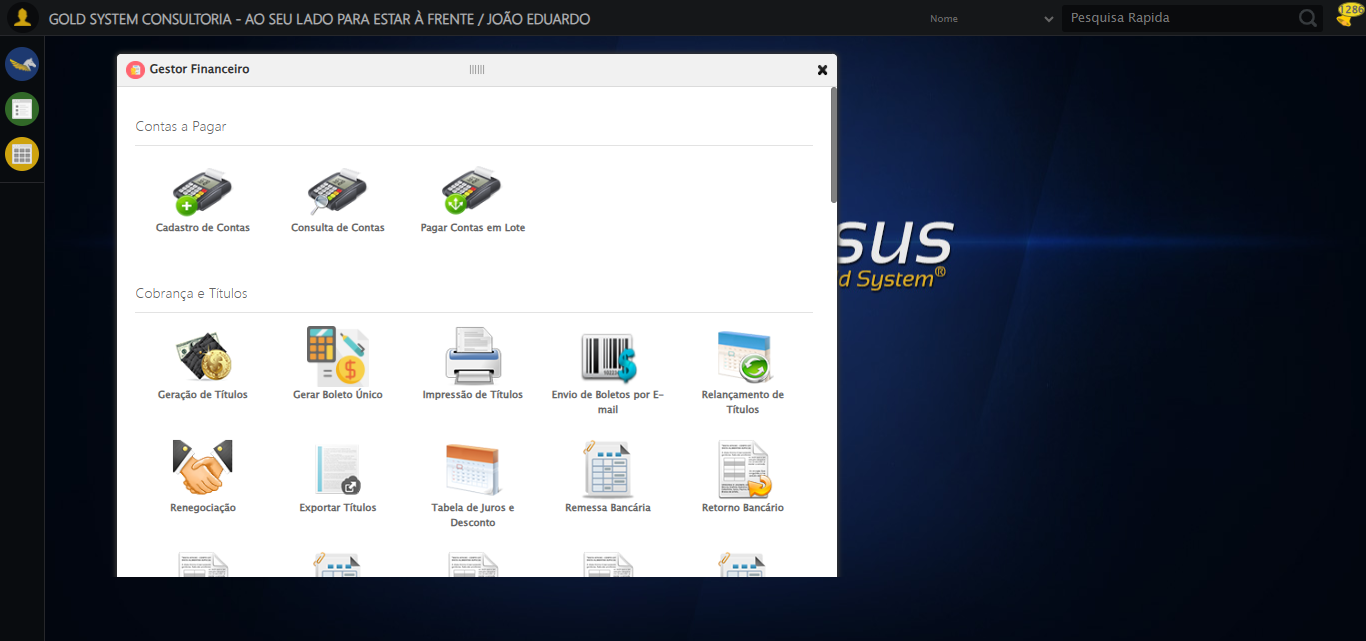 GOLD SYSTEM CONSULTORIA - AO SEU LADO PARA ESTAR À FRENTE / JOÃO EDUARDO
Nome
Pesquisa Rapida
1286
Gestor Financeiro
Contas a Pagar
Cadastro de Contas
Consulta de Contas
Pagar Contas em Lote
sus
d System®
Cobrança e Títulos
Geração de Títulos
Gerar Boleto Único
Impressão de Títulos
Envio de Boletos por E-
mail
Relançamento de
Títulos
Renegociação
Exportar Títulos
Tabela de Juros e
Desconto
Remessa Bancária
Retorno Bancário